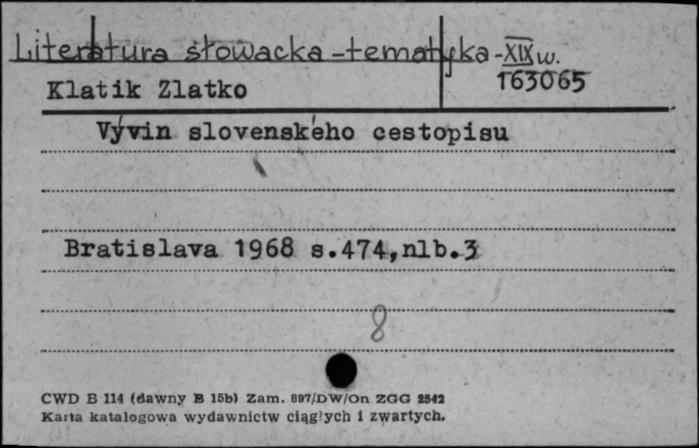 Literatura słowacka - tematyka - XIX w.
163065
Klatik Zlatko
Vývin slovenského cestopisu
Bratislava 1968 s.474,nlb.3
8
CWD B 114 (dawny B 15b) Zam. 897/DW/On ZGG 2542
Karta katalogowa wydawnictw ciągłych i zwartych.